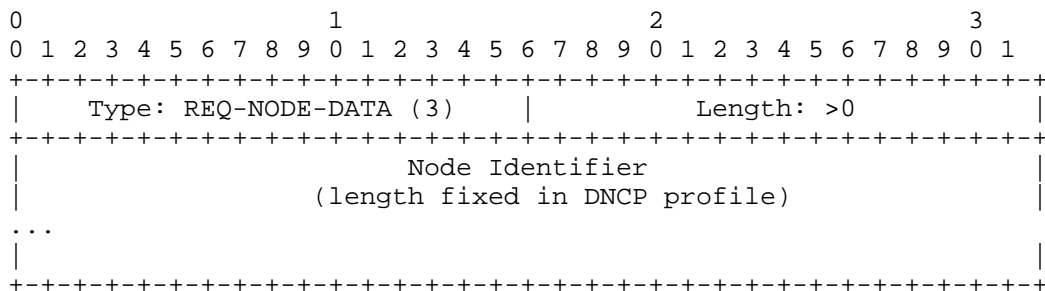 0                   1                   2                   3
0 1 2 3 4 5 6 7 8 9 0 1 2 3 4 5 6 7 8 9 0 1 2 3 4 5 6 7 8 9 0 1
+-+-+-+-+-+-+-+-+-+-+-+-+-+-+-+-+-+-+-+-+-+-+-+-+-+-+-+-+-+-+-+-+
|    Type: REQ-NODE-DATA (3)    |          Length: >0           |
+-+-+-+-+-+-+-+-+-+-+-+-+-+-+-+-+-+-+-+-+-+-+-+-+-+-+-+-+-+-+-+-+
|                        Node Identifier                        |
|                  (length fixed in DNCP profile)               |
...
|                                                               |
+-+-+-+-+-+-+-+-+-+-+-+-+-+-+-+-+-+-+-+-+-+-+-+-+-+-+-+-+-+-+-+-+